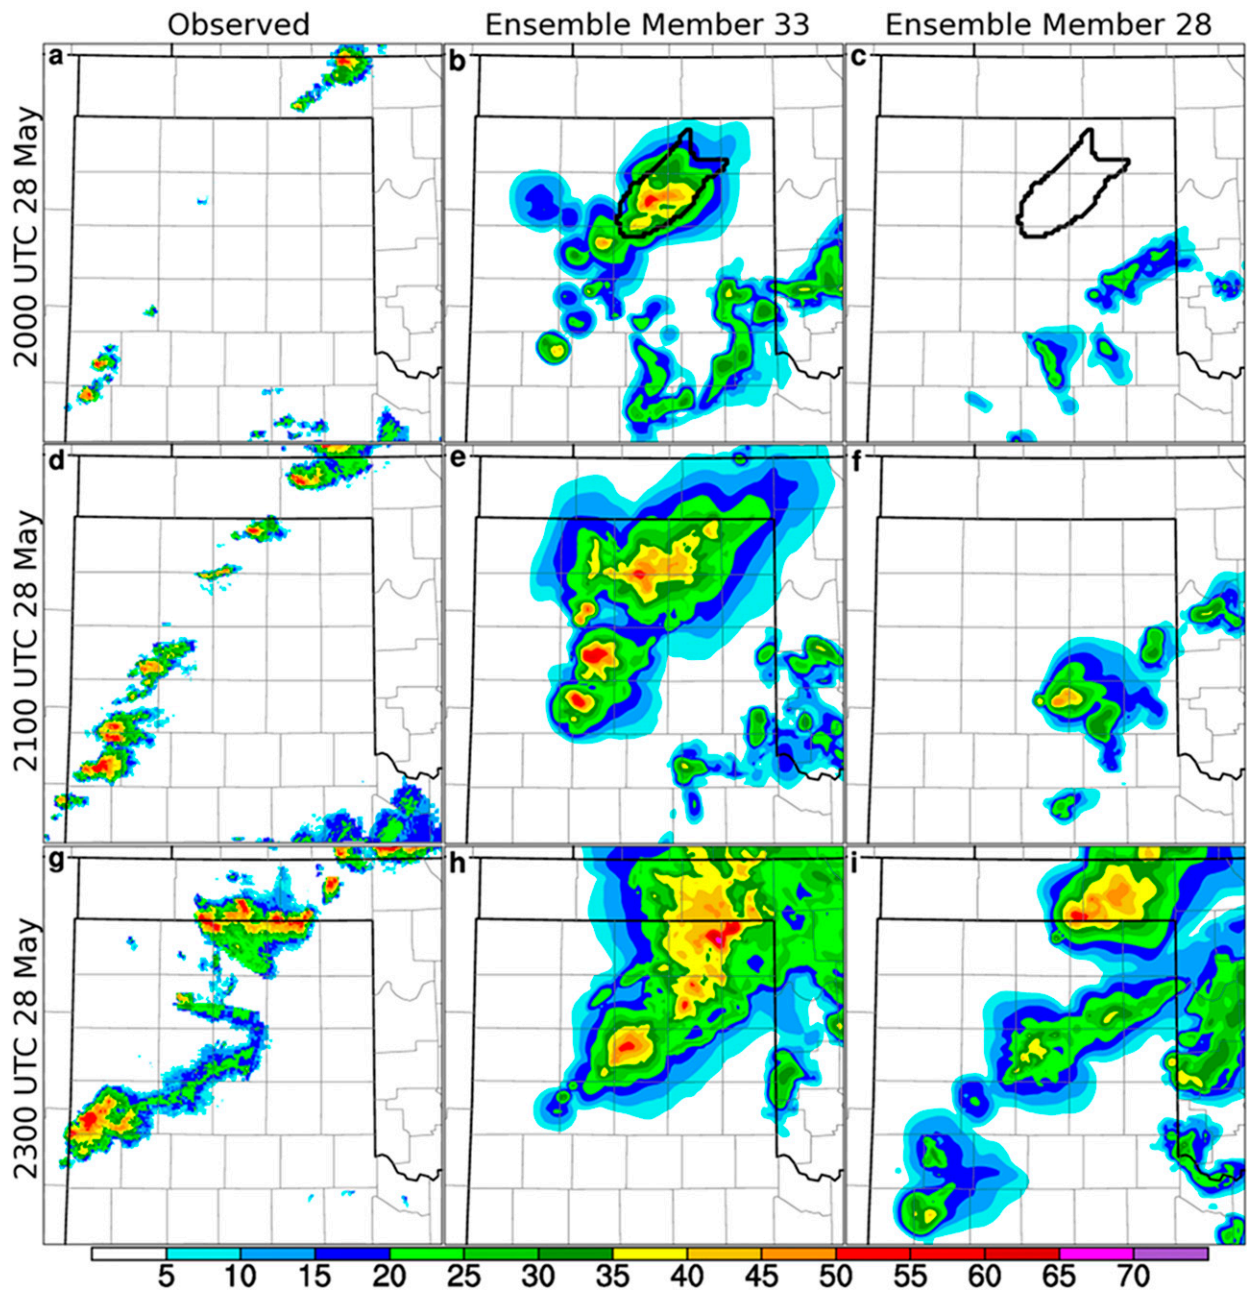 Observed
Ensemble Member 33
Ensemble Member 28
2000 UTC 28 May
a
b
c
2100 UTC 28 May
d
e
f
2300 UTC 28 May
g
h
i
5 10 15 20 25 30 35 40 45 50 55 60 65 70